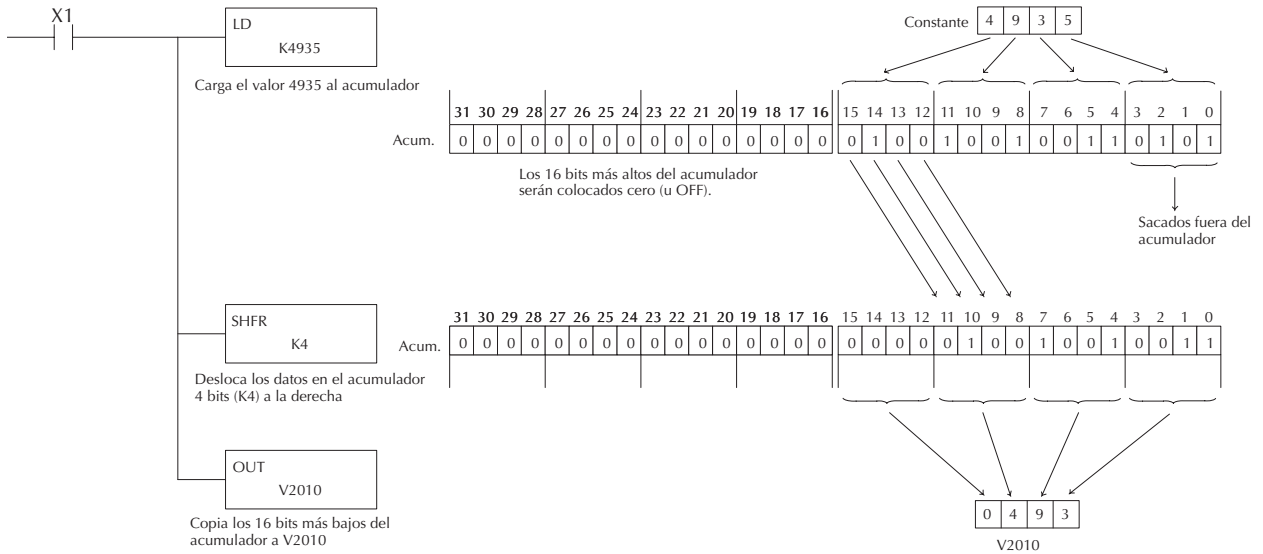 X1
LD
K4935
Carga el valor 4935 al acumulador
Constante 4 9 3 5
31 30 29 28 27 26 25 24 23 22 21 20 19 18 17 16 15 14 13 12 11 10 9 8 7 6 5 4 3 2 1 0
Acum. 0 0 0 0 0 0 0 0 0 0 0 0 0 0 0 0 0 1 0 0 1 0 0 1 0 0 1 1 0 1 0 1
Los 16 bits más altos del acumulador
serán colocados cero (u OFF).
Sacados fuera del
acumulador
SHFR
K4
Desloca los datos en el acumulador
4 bits (K4) a la derecha
31 30 29 28 27 26 25 24 23 22 21 20 19 18 17 16 15 14 13 12 11 10 9 8 7 6 5 4 3 2 1 0
Acum. 0 0 0 0 0 0 0 0 0 0 0 0 0 0 0 0 0 0 0 0 0 1 0 0 1 0 0 1 0 0 1 1
OUT
V2010
Copia los 16 bits más bajos del
acumulador a V2010
0 4 9 3
V2010